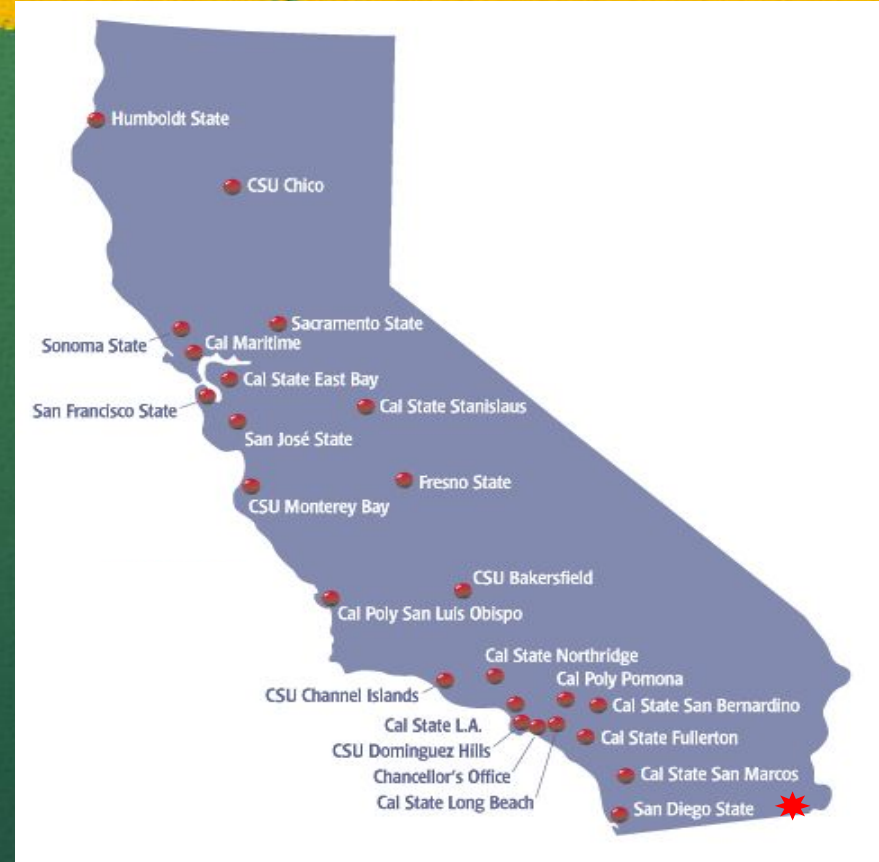 Humboldt State
CSU Chico
Sacramento State
Sonoma State
Cal Maritime
Cal State East Bay
San Francisco State
Cal State Stanislaus
San José State
Fresno State
CSU Monterey Bay
CSU Bakersfield
Cal Poly San Luis Obispo
Cal State Northridge
Cal Poly Pomona
CSU Channel Islands
Cal State San Bernardino
Cal State L.A.
Cal State Fullerton
CSU Dominguez Hills
Chancellor's Office
Cal State San Marcos
Cal State Long Beach
San Diego State